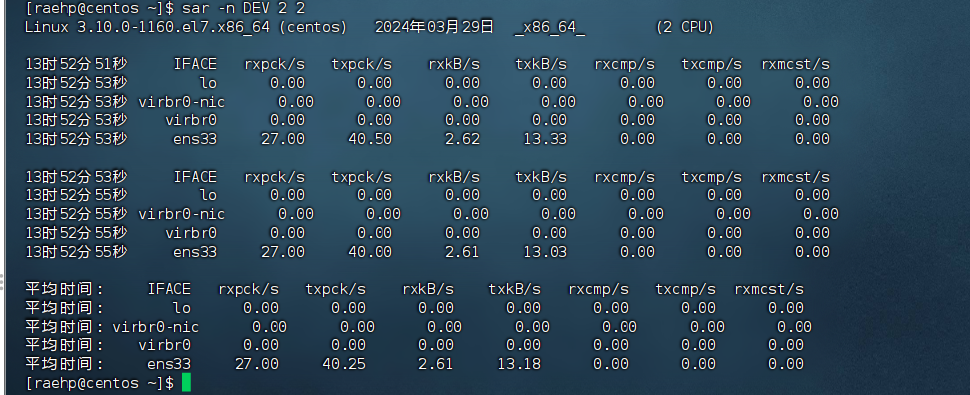 [raehp@centos ~]$ sar -n DEV 2 2
Linux 3.10.0-1160.el7.x86_64 (centos) 2024年03月29日 _x86_64_ (2 CPU)
13时52分51秒 IFACE rxpck/s txpck/s rxkB/s txkB/s rxcmp/s txcmp/s rxmcst/s
13时52分53秒 lo 0.00 0.00 0.00 0.00 0.00 0.00 0.00
13时52分53秒 virbr0-nic 0.00 0.00 0.00 0.00 0.00 0.00 0.00
13时52分53秒 virbr0 0.00 0.00 0.00 0.00 0.00 0.00 0.00
13时52分53秒 ens33 27.00 40.50 2.62 13.33 0.00 0.00 0.00
13时52分53秒 IFACE rxpck/s txpck/s rxkB/s txkB/s rxcmp/s txcmp/s rxmcst/s
13时52分55秒 lo 0.00 0.00 0.00 0.00 0.00 0.00 0.00
13时52分55秒 virbr0-nic 0.00 0.00 0.00 0.00 0.00 0.00 0.00
13时52分55秒 virbr0 0.00 0.00 0.00 0.00 0.00 0.00 0.00
13时52分55秒 ens33 27.00 40.00 2.61 13.03 0.00 0.00 0.00
平均时间: IFACE rxpck/s txpck/s rxkB/s txkB/s rxcmp/s txcmp/s rxmcst/s
平均时间: lo 0.00 0.00 0.00 0.00 0.00 0.00 0.00
平均时间: virbr0-nic 0.00 0.00 0.00 0.00 0.00 0.00 0.00
平均时间: virbr0 0.00 0.00 0.00 0.00 0.00 0.00 0.00
平均时间: ens33 27.00 40.25 2.61 13.18 0.00 0.00 0.00
[raehp@centos ~]$